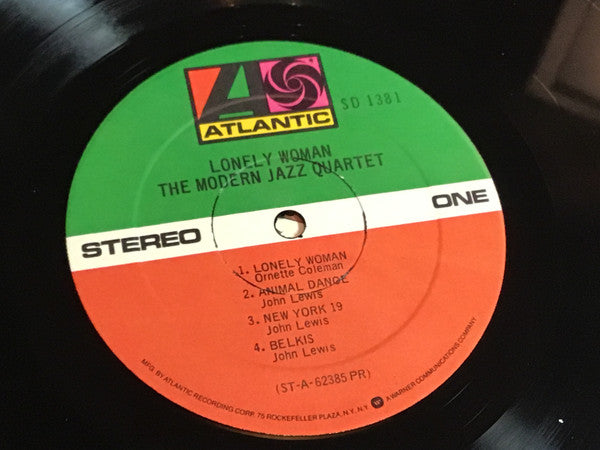 ATLANTIC
SD 1381
LONELY WOMAN
THE MODERN JAZZ QUARTET
STEREO ONE
1. LONELY WOMAN
Ornette Coleman
2. ANIMAL DANCE
John Lewis
3. NEW YORK 19
John Lewis
4. BELKIS
John Lewis
(ST-A-62385 PR)
MFG. BY ATLANTIC RECORDING CORP. 75 ROCKEFELLER PLAZA, N.Y. N.Y. A WARNER COMMUNICATIONS COMPANY